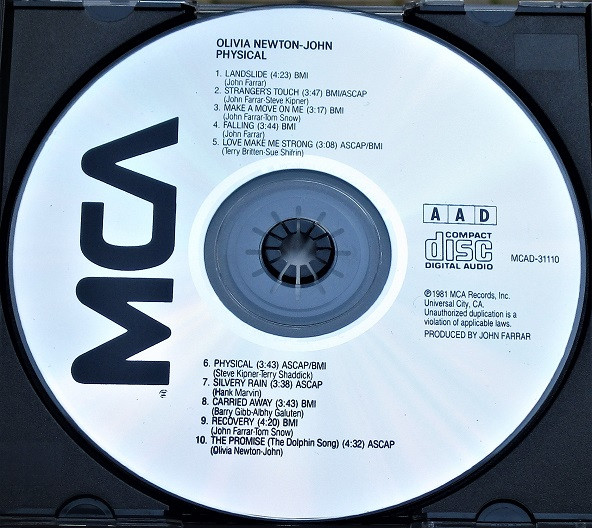 OLIVIA NEWTON-JOHN
PHYSICAL
1. LANDSLIDE (4:23) BMI
(John Farrar)
2. STRANGER'S TOUCH (3:47) BMI/ASCAP
(John Farrar-Steve Kipner)
3. MAKE A MOVE ON ME (3:17) BMI
(John Farrar-Tom Snow)
4. FALLING (3:44) BMI
(John Farrar)
5. LOVE MAKE ME STRONG (3:08) ASCAP/BMI
(Terry Britten-Sue Shifrin)
MCA
®
A A D
COMPACT
disc
DIGITAL AUDIO
MCAD-31110
℗1981 MCA Records, Inc.
Universal City, CA.
Unauthorized duplication is a
violation of applicable laws.
PRODUCED BY JOHN FARRAR
6. PHYSICAL (3:43) ASCAP/BMI
(Steve Kipner-Terry Shaddick)
7. SILVERY RAIN (3:38) ASCAP
(Hank Marvin)
8. CARRIED AWAY (3:43) BMI
(Barry Gibb-Albhy Galuten)
9. RECOVERY (4:20) BMI
(John Farrar-Tom Snow)
10. THE PROMISE (The Dolphin Song) (4:32) ASCAP
(Olivia Newton-John)